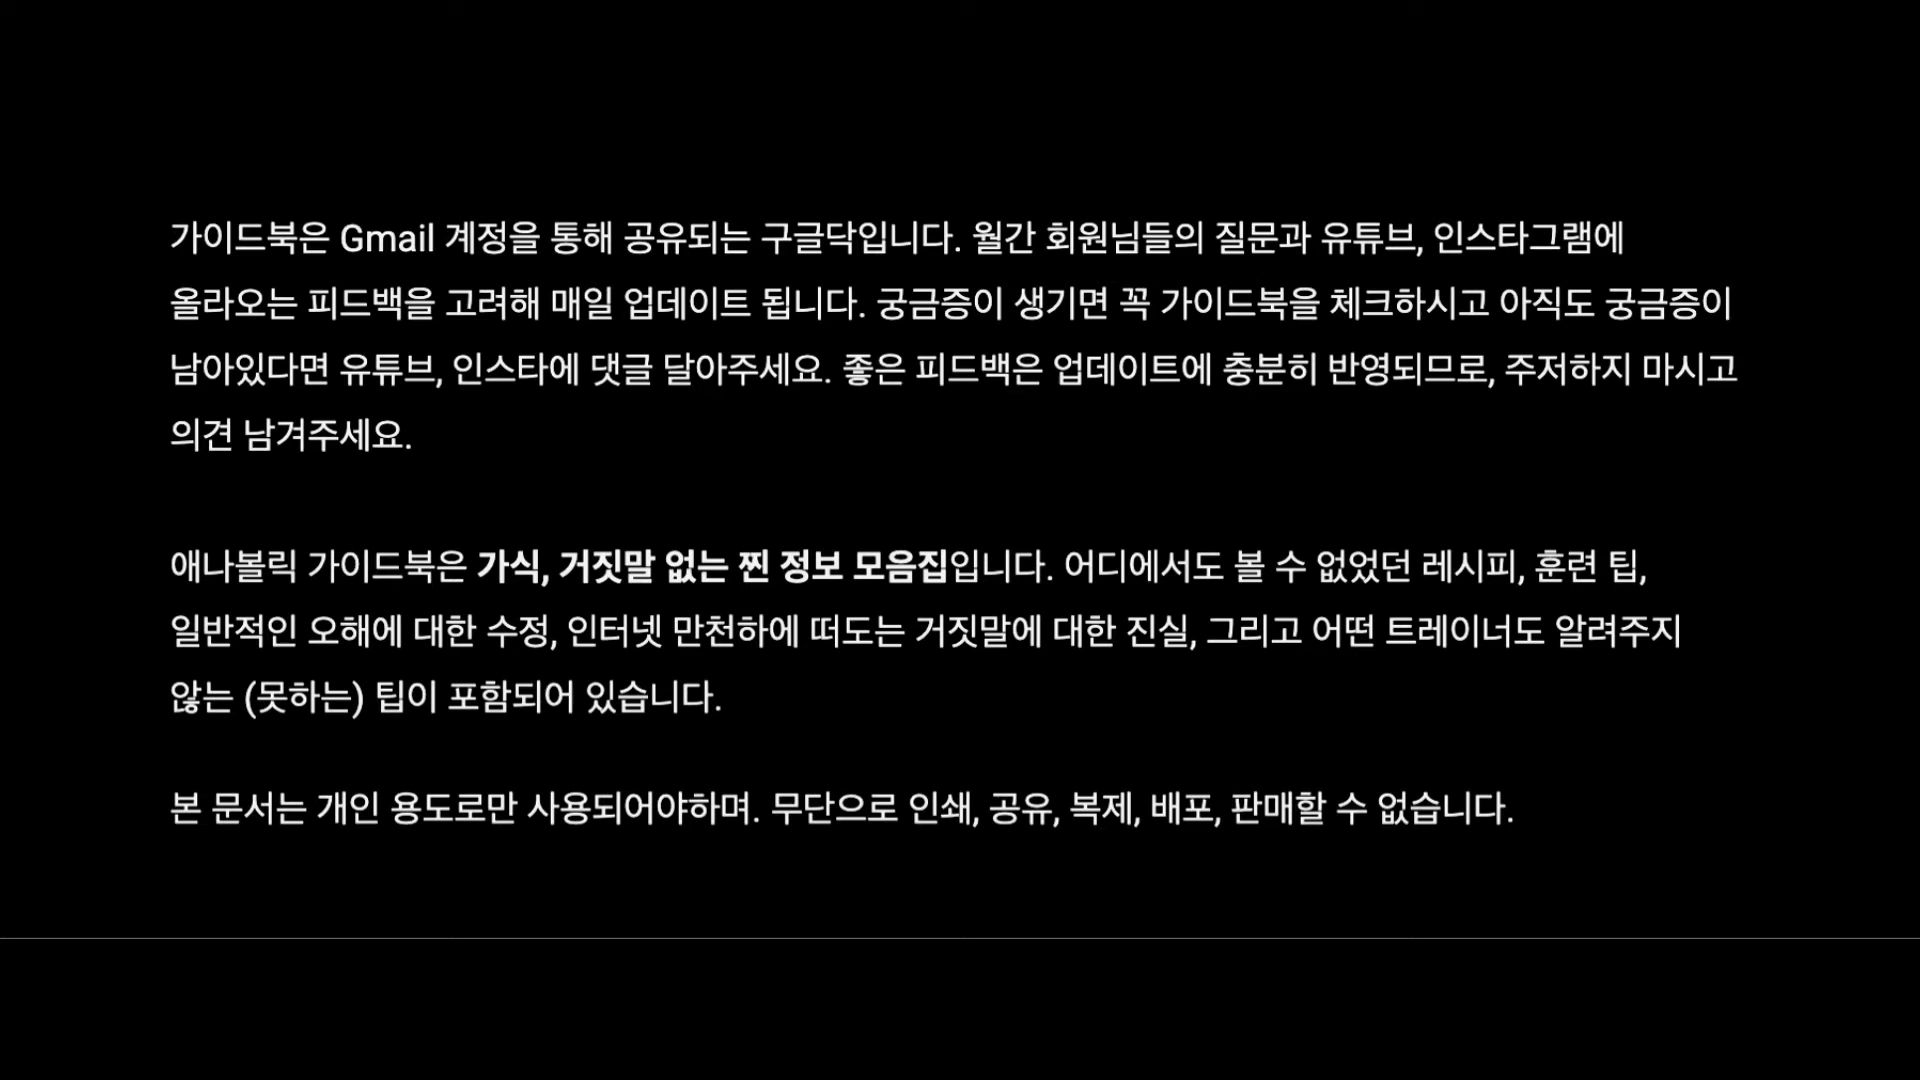 가이드북은 Gmail 계정을 통해 공유되는 구글닥입니다. 월간 회원님들의 질문과 유튜브, 인스타그램에
올라오는 피드백을 고려해 매일 업데이트 됩니다. 궁금증이 생기면 꼭 가이드북을 체크하시고 아직도 궁금증이
남아있다면 유튜브, 인스타에 댓글 달아주세요. 좋은 피드백은 업데이트에 충분히 반영되므로, 주저하지 마시고
의견 남겨주세요.
애나볼릭 가이드북은 가식, 거짓말 없는 찐 정보 모음집입니다. 어디에서도 볼 수 없었던 레시피, 훈련 팁,
일반적인 오해에 대한 수정, 인터넷 만천하에 떠도는 거짓말에 대한 진실, 그리고 어떤 트레이너도 알려주지
않는 (못하는) 팁이 포함되어 있습니다.
본 문서는 개인 용도로만 사용되어야하며. 무단으로 인쇄, 공유, 복제, 배포, 판매할 수 없습니다.